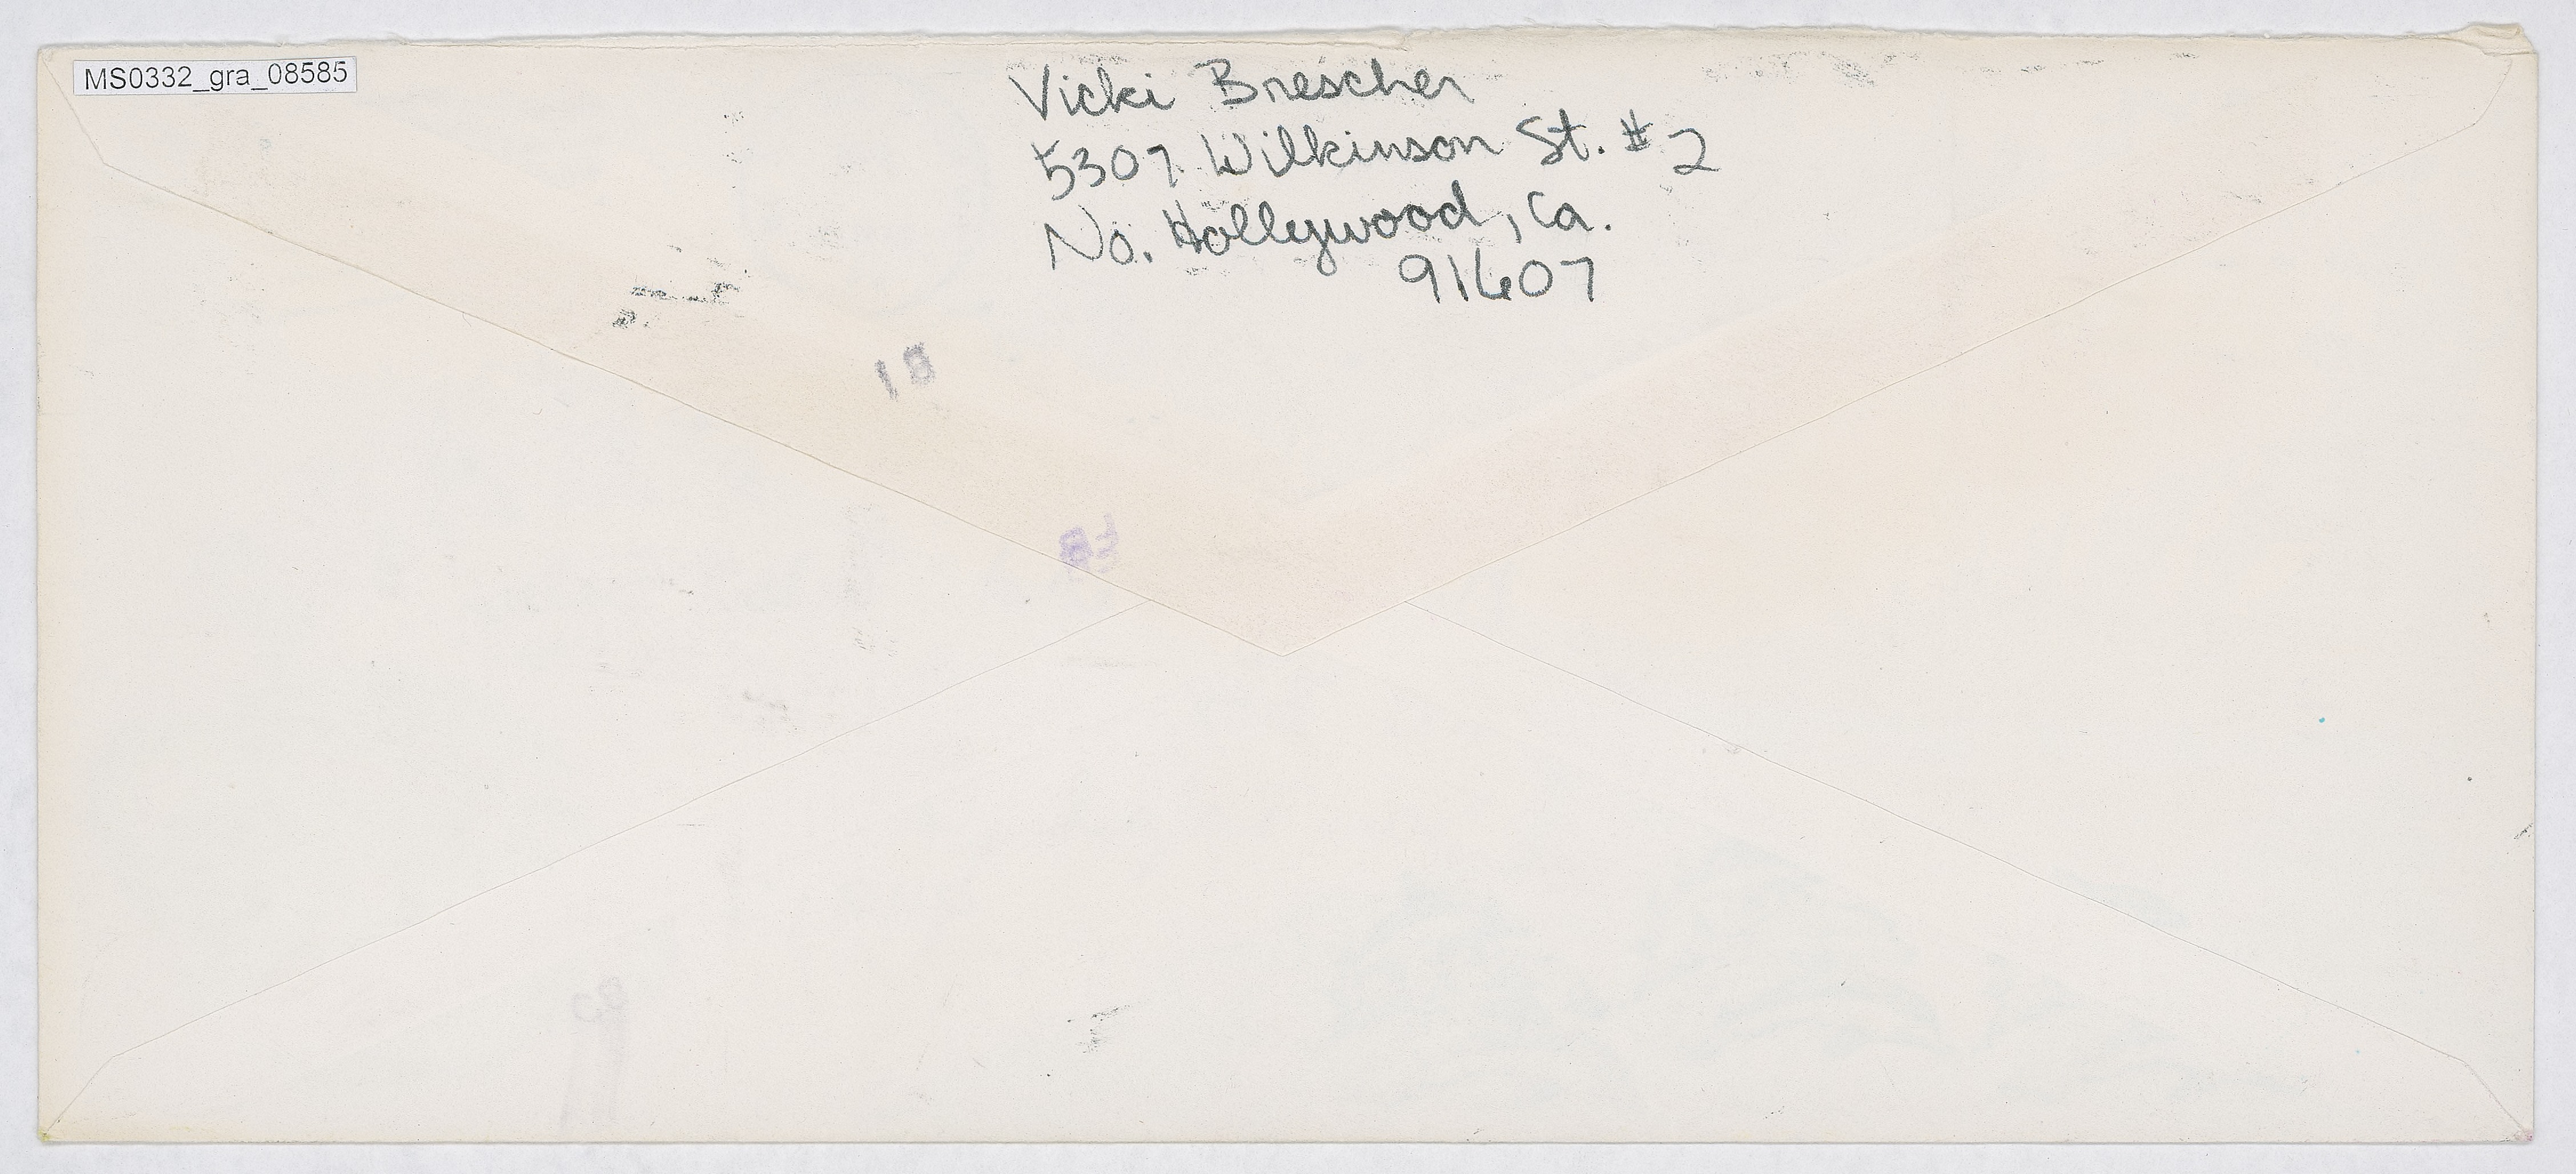 MS0332_gra_08585
Vicki Brescher
5307 Wilkinson St. #2
No. Hollywood, Ca.
91607